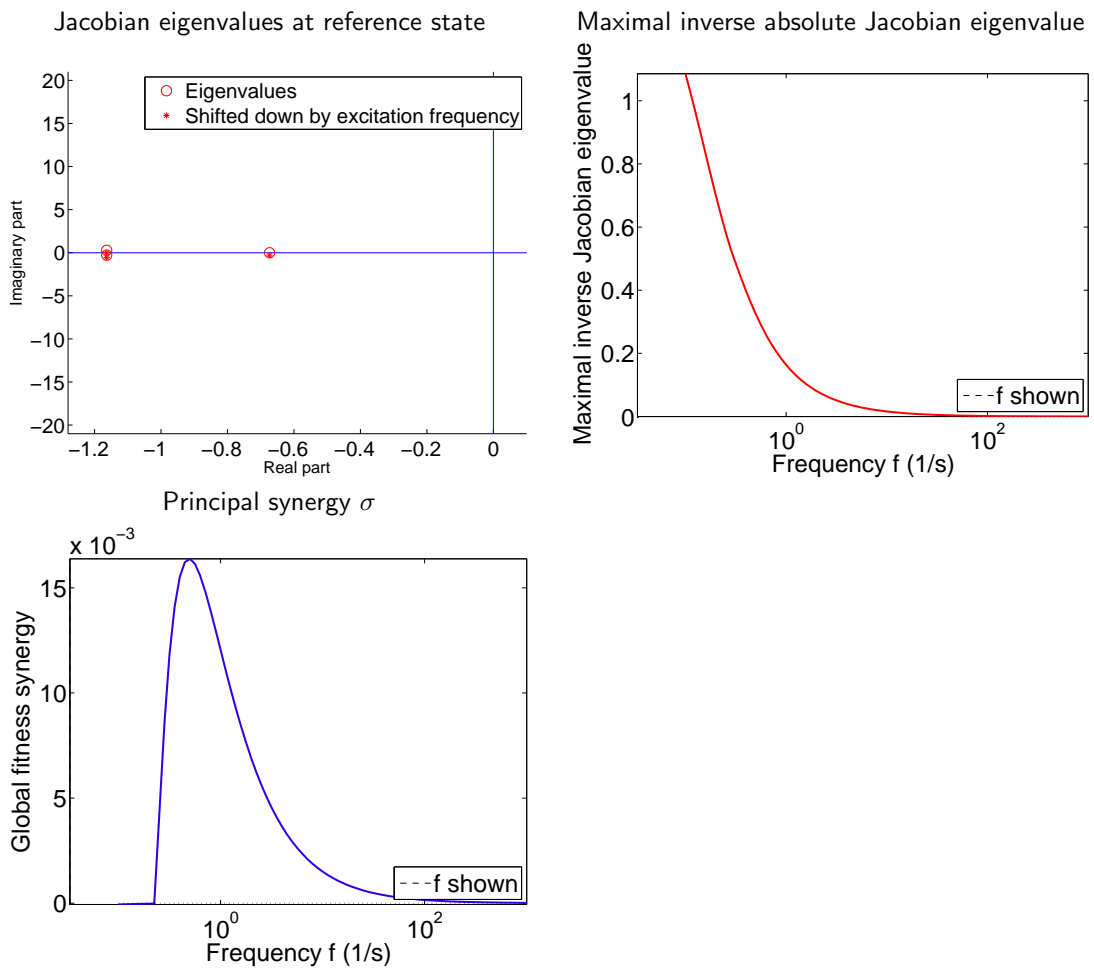 Jacobian eigenvalues at reference state
20
15
10
5
0
−5
−10
−15
−20
Imaginary part
Eigenvalues
Shifted down by excitation frequency
−1.2 −1 −0.8 −0.6 −0.4 −0.2 0
Real part
Maximal inverse absolute Jacobian eigenvalue
Maximal inverse Jacobian eigenvalue
1
0.8
0.6
0.4
0.2
0
f shown
10^0 10^2
Frequency f (1/s)
Principal synergy σ
x 10^−3
Global fitness synergy
15
10
5
0
f shown
10^0 10^2
Frequency f (1/s)